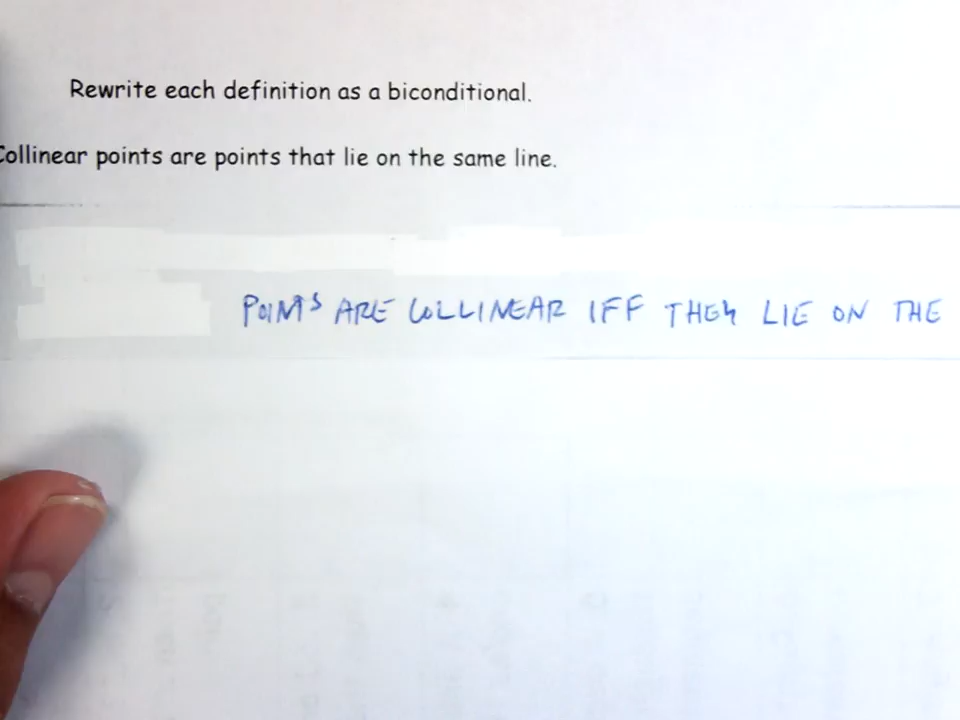 Rewrite each definition as a biconditional.
Collinear points are points that lie on the same line.
POINTS ARE COLLINEAR IFF THEY LIE ON THE